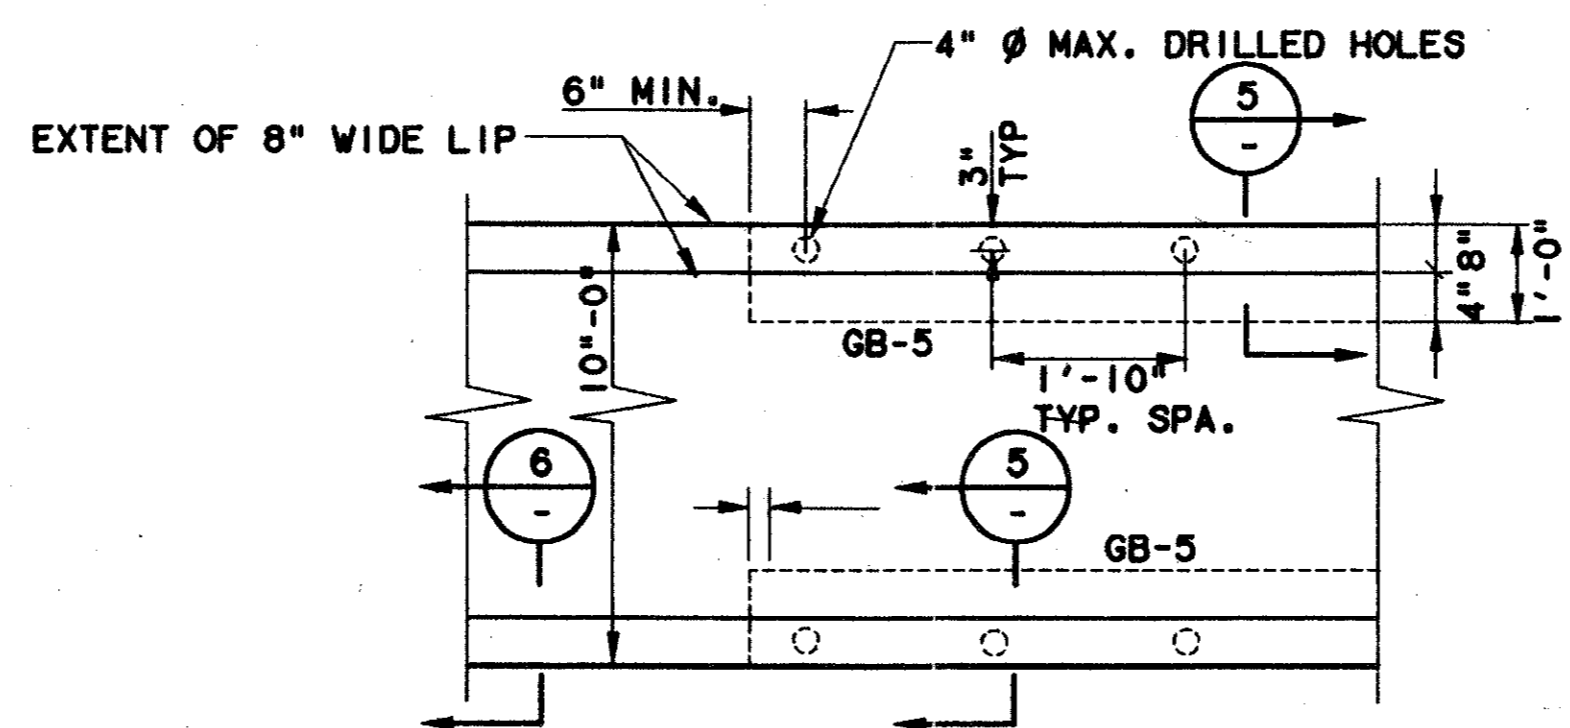 4" Ø MAX. DRILLED HOLES
6" MIN.
5
-
EXTENT OF 8" WIDE LIP
3"
TYP
8"
4"
1'-0"
10"-0"
GB-5
1'-10"
TYP. SPA.
6
-
5
-
GB-5